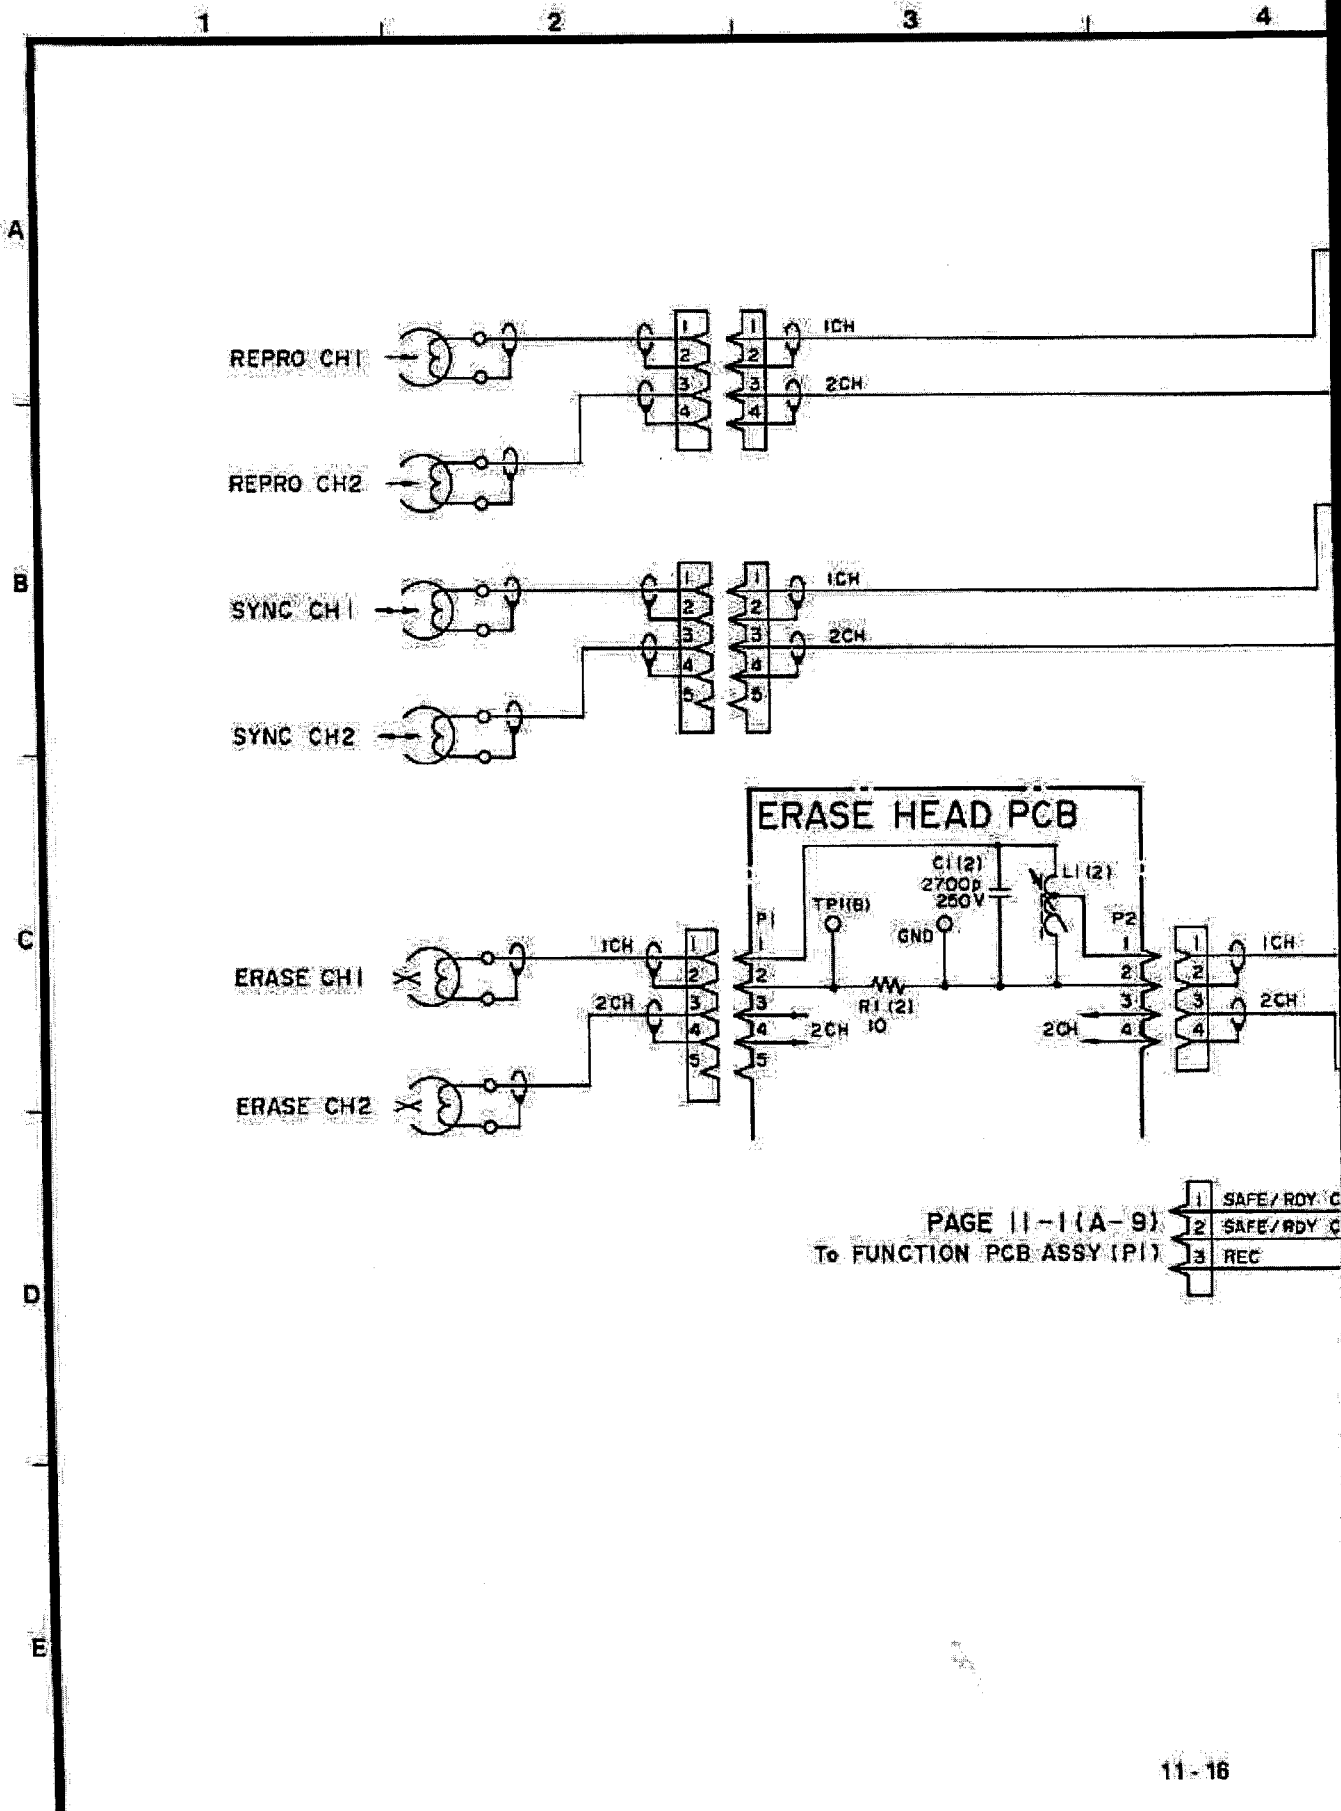 1 2 3 4
A
REPRO CH1
1
2
3
4
1
2
3
4
1CH
2CH
REPRO CH2
B
SYNC CH1
1
2
3
4
5
1
2
3
4
5
1CH
2CH
SYNC CH2
ERASE HEAD PCB
C1(2)
2700p
250V
L1(2)
TP1(8)
GND
P1
P2
C
ERASE CH1
1CH
2CH
1
2
3
4
5
1
2
3
4
5
2CH
R1(2)
10
2CH
1
2
3
4
1
2
3
4
1CH
2CH
ERASE CH2
PAGE 11-1(A-9)
To FUNCTION PCB ASSY (P1)
1 SAFE/RDY C
2 SAFE/RDY C
3 REC
D
E
11-16